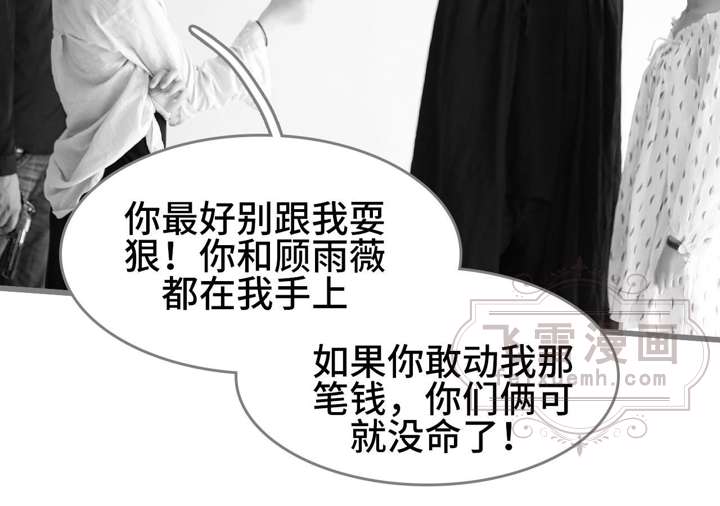 你最好别跟我耍
狠！你和顾雨薇
都在我手上
如果你敢动我那
笔钱，你们俩可
就没命了！
飞雪漫画
feixuemh.com